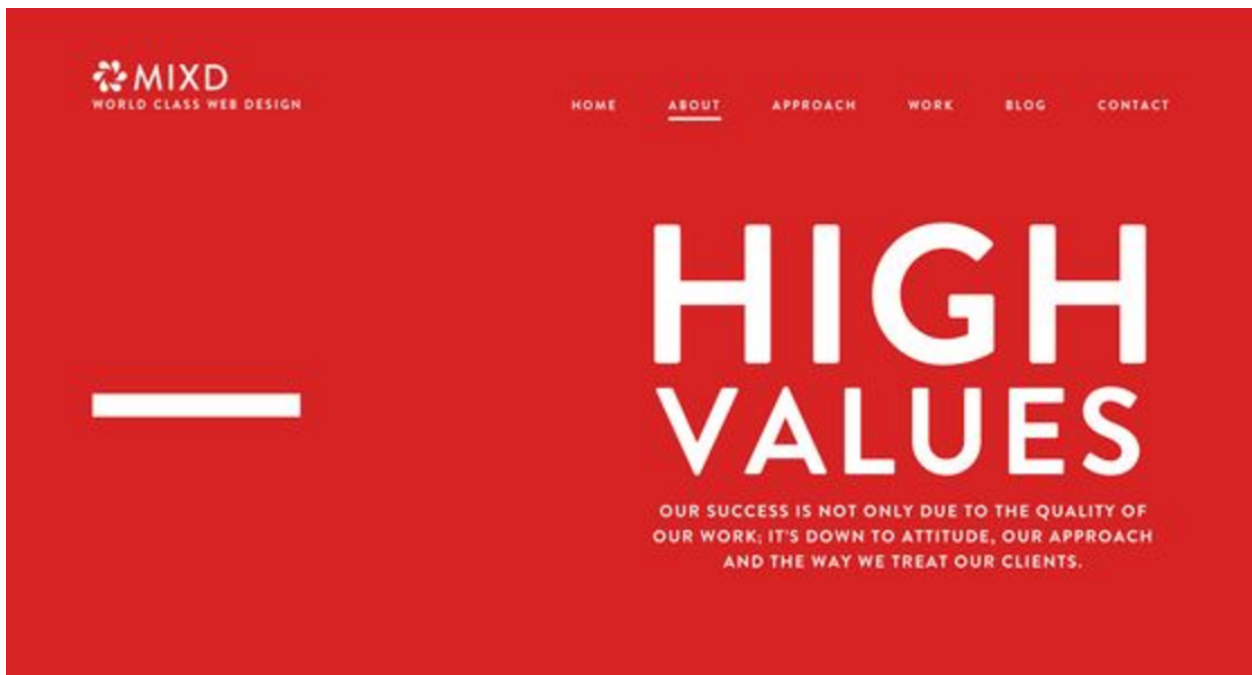 MIXD
WORLD CLASS WEB DESIGN
HOME ABOUT APPROACH WORK BLOG CONTACT
HIGH
VALUES
OUR SUCCESS IS NOT ONLY DUE TO THE QUALITY OF
OUR WORK; IT'S DOWN TO ATTITUDE, OUR APPROACH
AND THE WAY WE TREAT OUR CLIENTS.